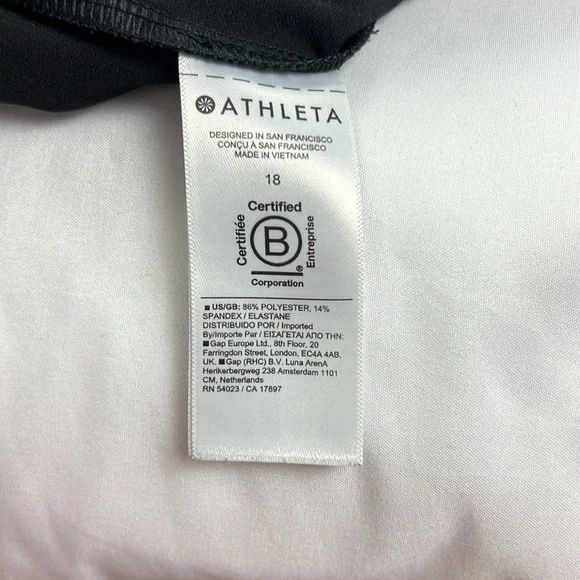 ATHLETA
DESIGNED IN SAN FRANCISCO
CONÇU À SAN FRANCISCO
MADE IN VIETNAM
18
Certified
Certifiée
B
Entreprise
®
Corporation
US/GB: 86% POLYESTER, 14%
SPANDEX / ELASTANE
DISTRIBUIDO POR / Imported
By/Importe Par / ΕΙΣΑΓΕΤΑΙ ΑΠΟ ΤΗΝ:
Gap Europe Ltd., 8th Floor, 20
Farringdon Street, London, EC4A 4AB,
UK. Gap (RHC) B.V. Luna ArenA
Herikerbergweg 238 Amsterdam 1101
CM, Netherlands
RN 54023 / CA 17897